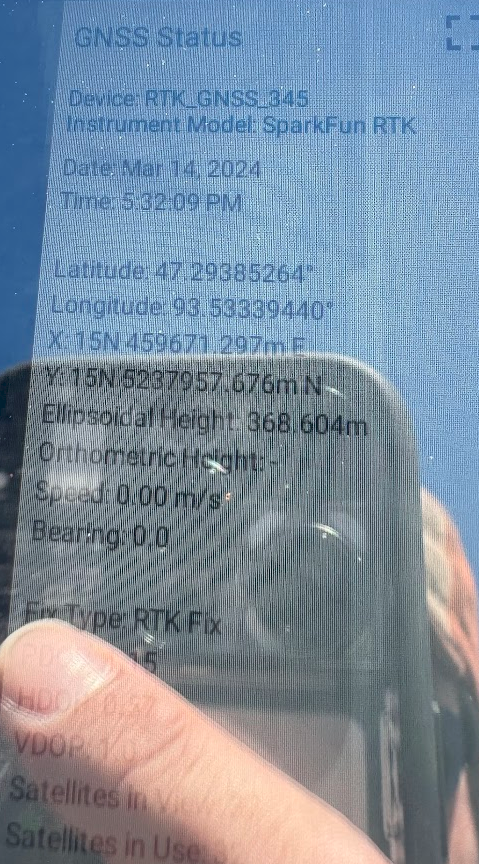 GNSS Status
Device: RTK_GNSS_345
Instrument Model: SparkFun RTK
Date: Mar 14, 2024
Time: 5:32:09 PM
Latitude: 47.29385264°
Longitude: 93.53339440°
X: 15N 459671.297m E
Y: 15N 5237957.676m N
Ellipsoidal Height: 368.604m
Orthometric Height: -
Speed: 0.00 m/s
Bearing: 0.0
Fix Type: RTK Fix
HDOP:
VDOP:
Satellites in View:
Satellites in Use: